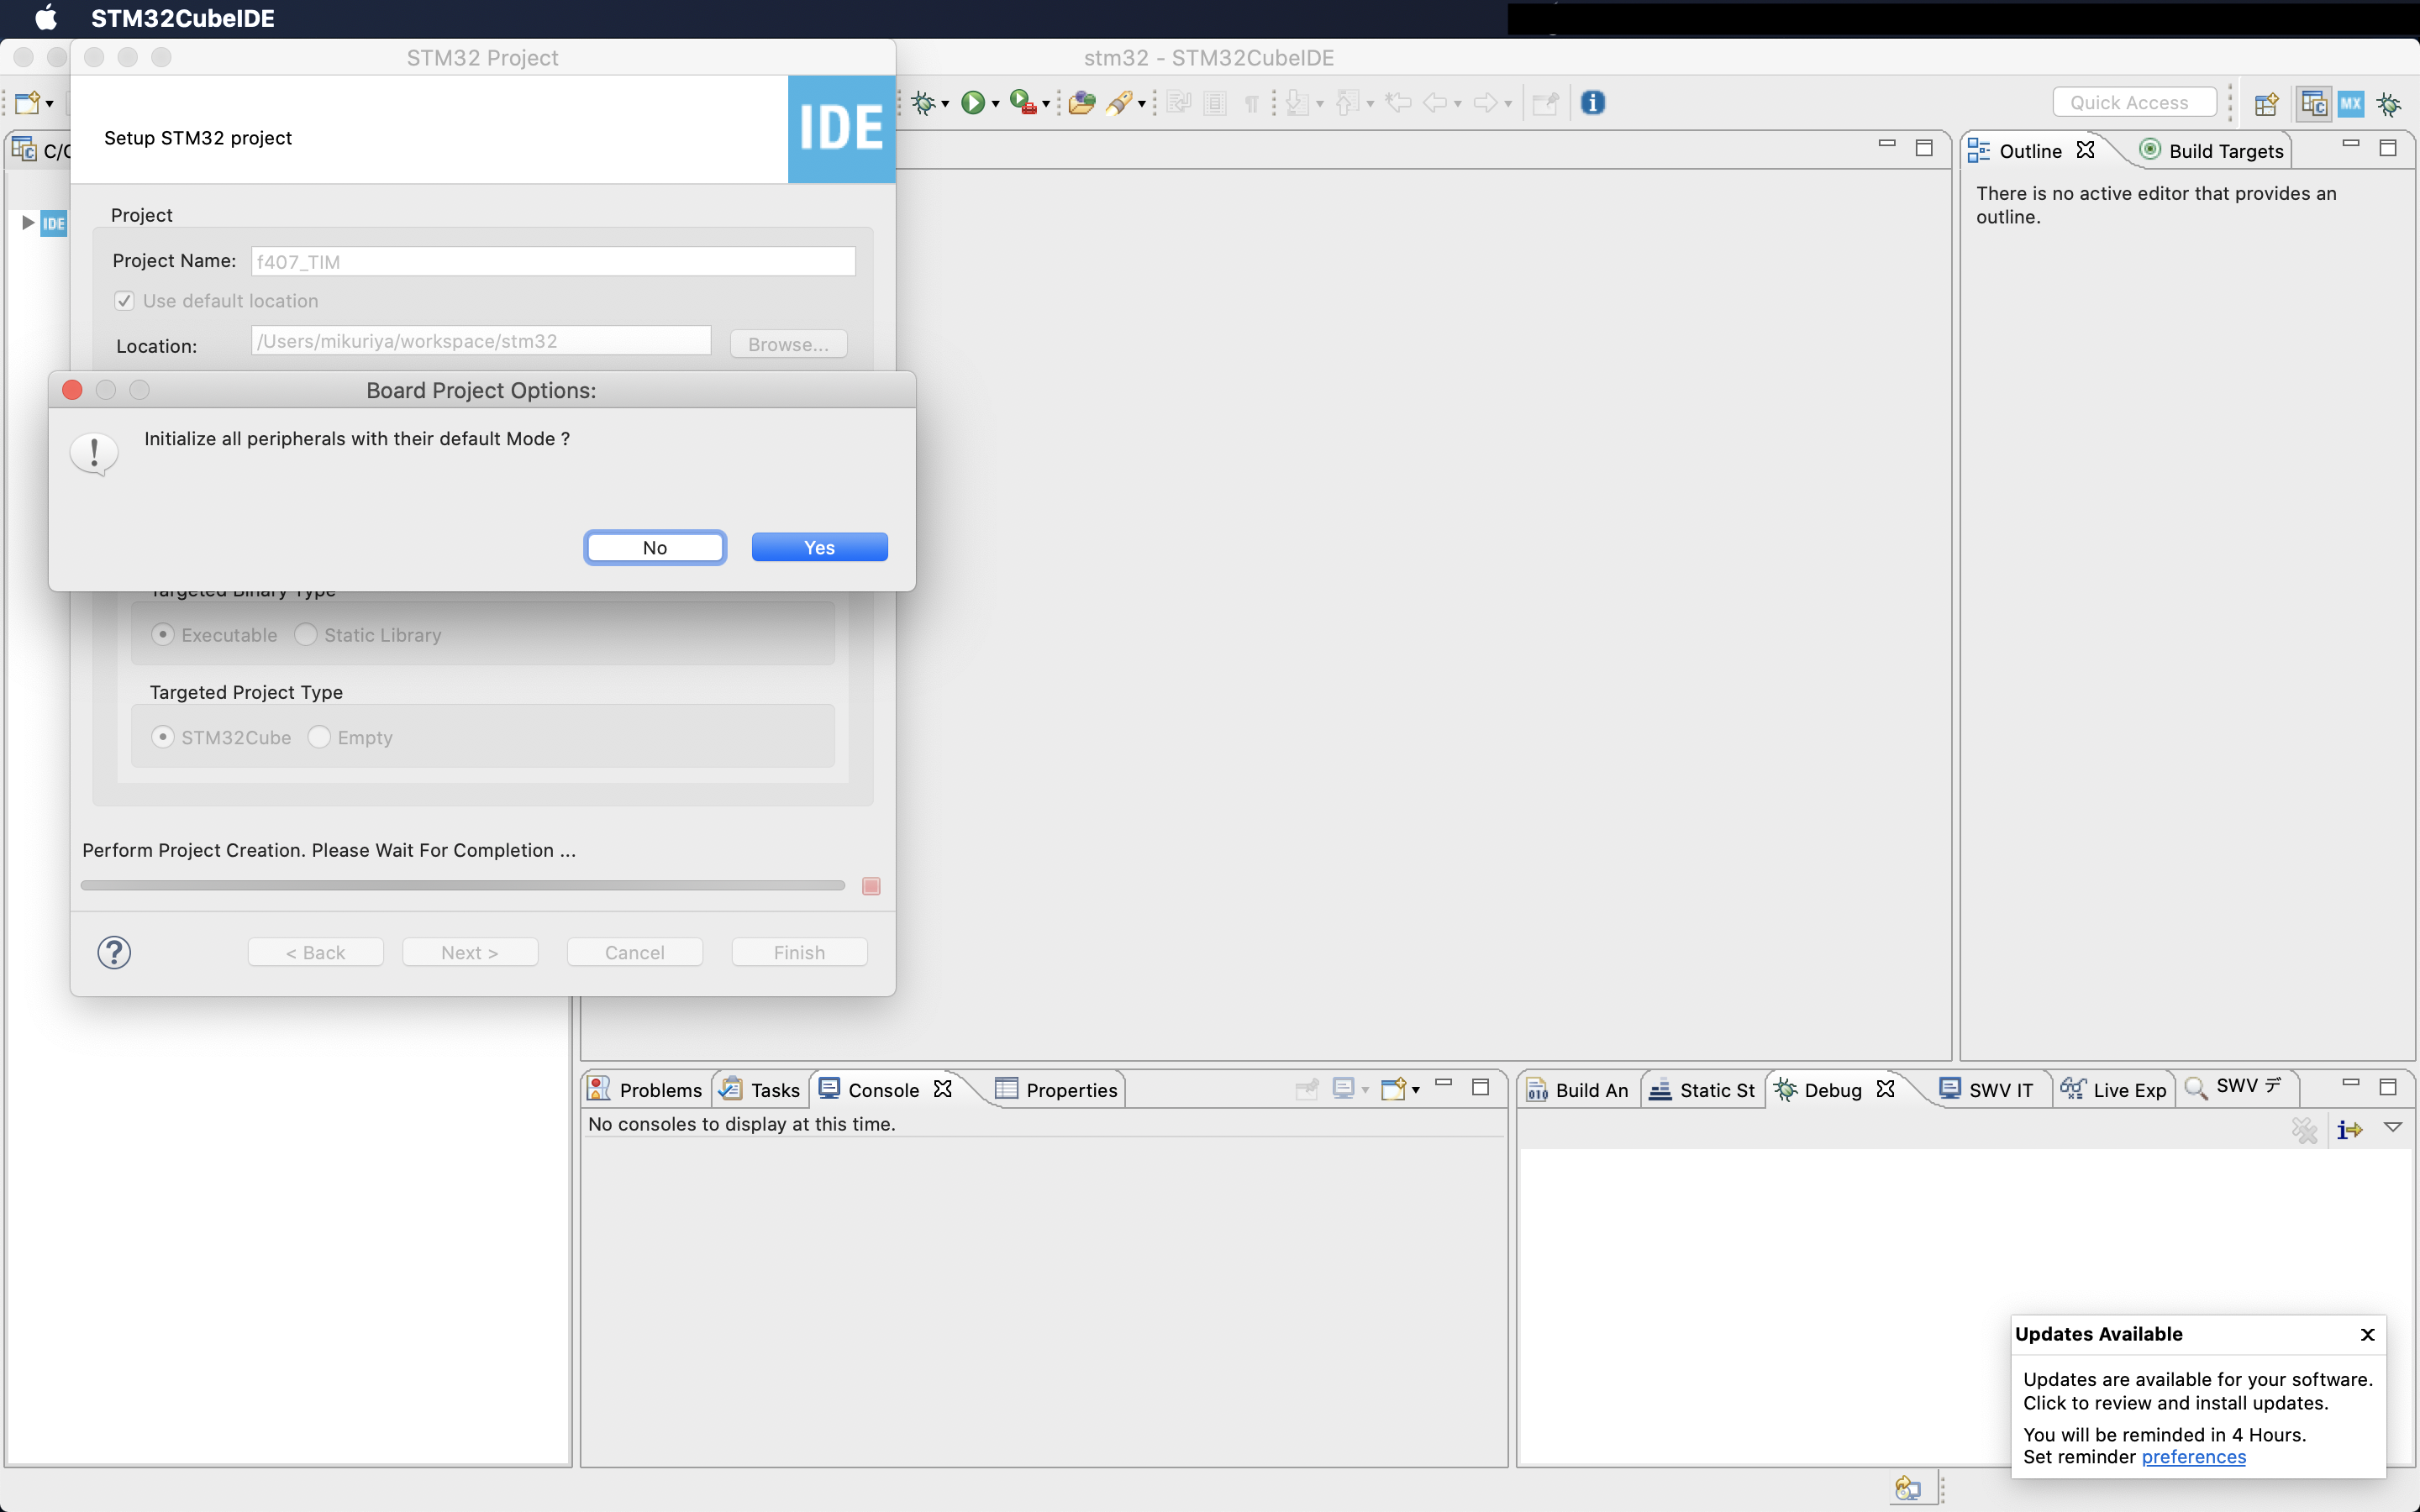 STM32CubeIDE
STM32 Project
stm32 - STM32CubeIDE
Setup STM32 project
IDE
Quick Access
MX
C/C
IDE
Outline
Build Targets
There is no active editor that provides an
outline.
Project
Project Name:
f407_TIM
Use default location
Location:
/Users/mikuriya/workspace/stm32
Browse...
Board Project Options:
Initialize all peripherals with their default Mode ?
No
Yes
Targeted Binary Type
Executable
Static Library
Targeted Project Type
STM32Cube
Empty
Perform Project Creation. Please Wait For Completion ...
< Back
Next >
Cancel
Finish
Problems
Tasks
Console
Properties
No consoles to display at this time.
Build An
Static St
Debug
SWV IT
Live Exp
SWV デ
Updates Available
Updates are available for your software.
Click to review and install updates.
You will be reminded in 4 Hours.
Set reminder preferences